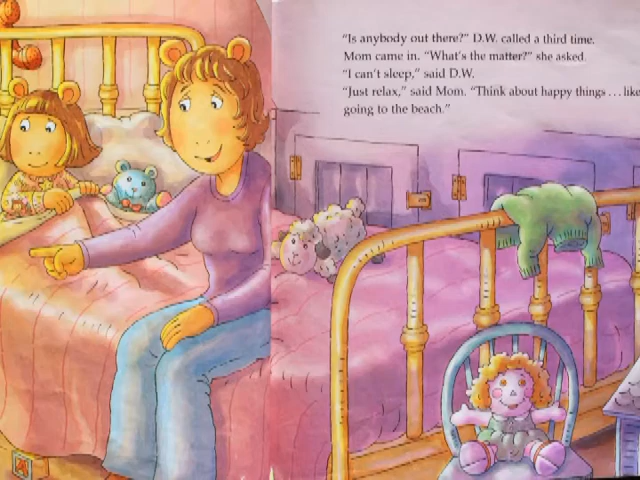 "Is anybody out there?" D.W. called a third time.
Mom came in. "What's the matter?" she asked.
"I can't sleep," said D.W.
"Just relax," said Mom. "Think about happy things . . . like
going to the beach."
A